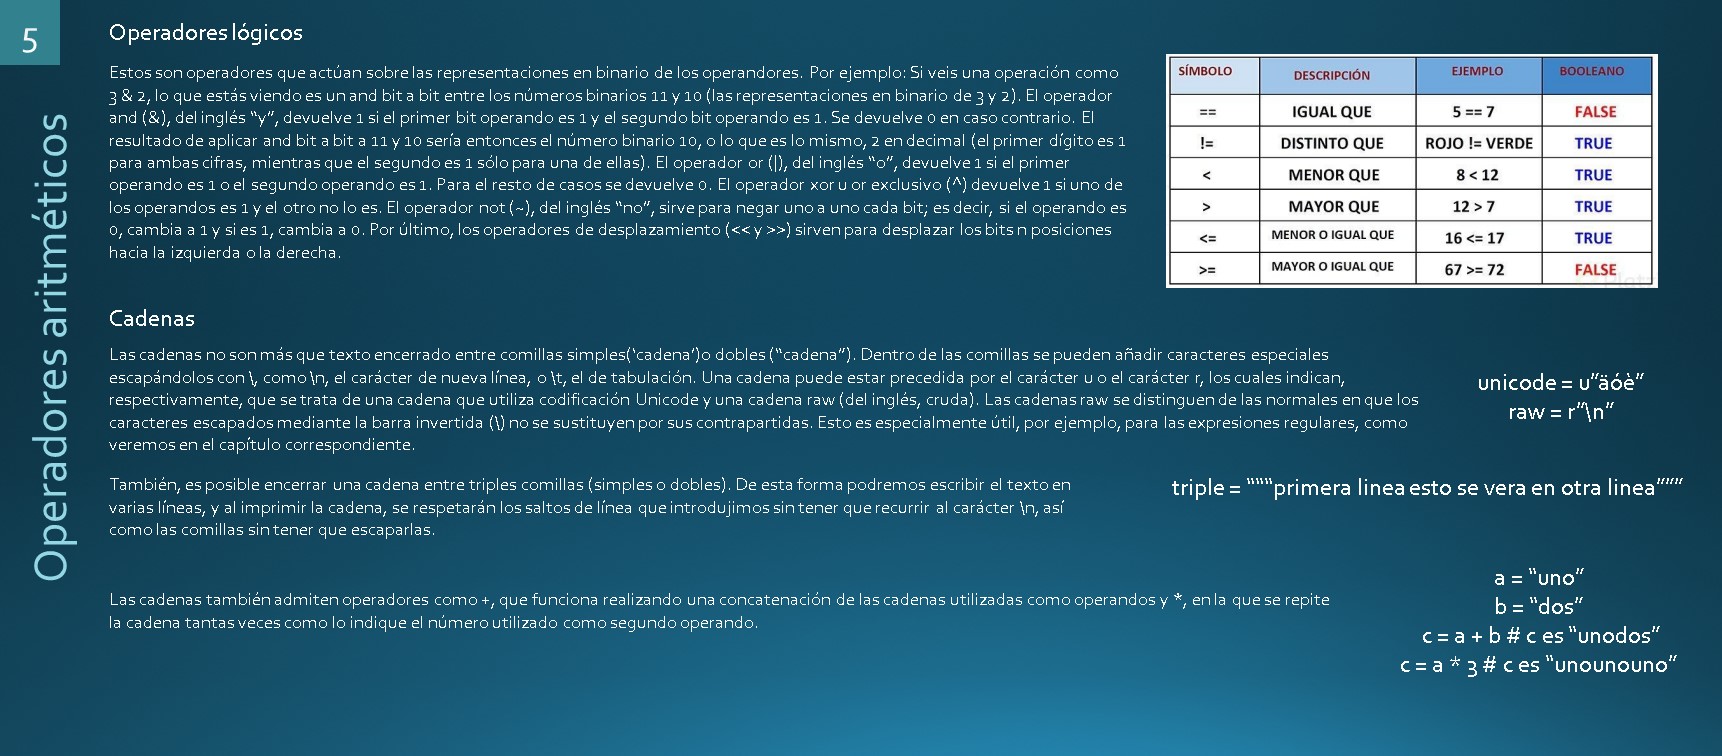 5
Operadores aritméticos
Operadores lógicos
Estos son operadores que actúan sobre las representaciones en binario de los operandores. Por ejemplo: Si veis una operación como
3 & 2, lo que estás viendo es un and bit a bit entre los números binarios 11 y 10 (las representaciones en binario de 3 y 2). El operador
and (&), del inglés “y”, devuelve 1 si el primer bit operando es 1 y el segundo bit operando es 1. Se devuelve 0 en caso contrario. El
resultado de aplicar and bit a bit a 11 y 10 sería entonces el número binario 10, o lo que es lo mismo, 2 en decimal (el primer dígito es 1
para ambas cifras, mientras que el segundo es 1 sólo para una de ellas). El operador or (|), del inglés “o”, devuelve 1 si el primer
operando es 1 o el segundo operando es 1. Para el resto de casos se devuelve 0. El operador xor u or exclusivo (^) devuelve 1 si uno de
los operandos es 1 y el otro no lo es. El operador not (~), del inglés “no”, sirve para negar uno a uno cada bit; es decir, si el operando es
0, cambia a 1 y si es 1, cambia a 0. Por último, los operadores de desplazamiento (<< y >>) sirven para desplazar los bits n posiciones
hacia la izquierda o la derecha.
SÍMBOLO DESCRIPCIÓN EJEMPLO BOOLEANO
== IGUAL QUE 5 == 7 FALSE
!= DISTINTO QUE ROJO != VERDE TRUE
< MENOR QUE 8 < 12 TRUE
> MAYOR QUE 12 > 7 TRUE
<= MENOR O IGUAL QUE 16 <= 17 TRUE
>= MAYOR O IGUAL QUE 67 >= 72 FALSE
Cadenas
Las cadenas no son más que texto encerrado entre comillas simples(‘cadena’)o dobles (“cadena”). Dentro de las comillas se pueden añadir caracteres especiales
escapándolos con \, como \n, el carácter de nueva línea, o \t, el de tabulación. Una cadena puede estar precedida por el carácter u o el carácter r, los cuales indican,
respectivamente, que se trata de una cadena que utiliza codificación Unicode y una cadena raw (del inglés, cruda). Las cadenas raw se distinguen de las normales en que los
caracteres escapados mediante la barra invertida (\) no se sustituyen por sus contrapartidas. Esto es especialmente útil, por ejemplo, para las expresiones regulares, como
veremos en el capítulo correspondiente.
unicode = u”äóè”
raw = r”\n”
También, es posible encerrar una cadena entre triples comillas (simples o dobles). De esta forma podremos escribir el texto en
varias líneas, y al imprimir la cadena, se respetarán los saltos de línea que introdujimos sin tener que recurrir al carácter \n, así
como las comillas sin tener que escaparlas.
triple = “““primera linea esto se vera en otra linea”””
Las cadenas también admiten operadores como +, que funciona realizando una concatenación de las cadenas utilizadas como operandos y *, en la que se repite
la cadena tantas veces como lo indique el número utilizado como segundo operando.
a = “uno”
b = “dos”
c = a + b # c es “unodos”
c = a * 3 # c es “unounouno”